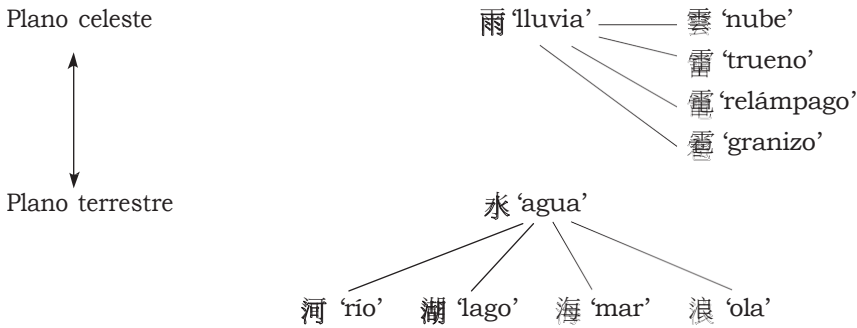 Plano celeste 雨 ‘lluvia’ 雲 ‘nube’
雷 ‘trueno’
電 ‘relámpago’
雹 ‘granizo’
Plano terrestre 水 ‘agua’
河 ‘río’ 湖 ‘lago’ 海 ‘mar’ 浪 ‘ola’